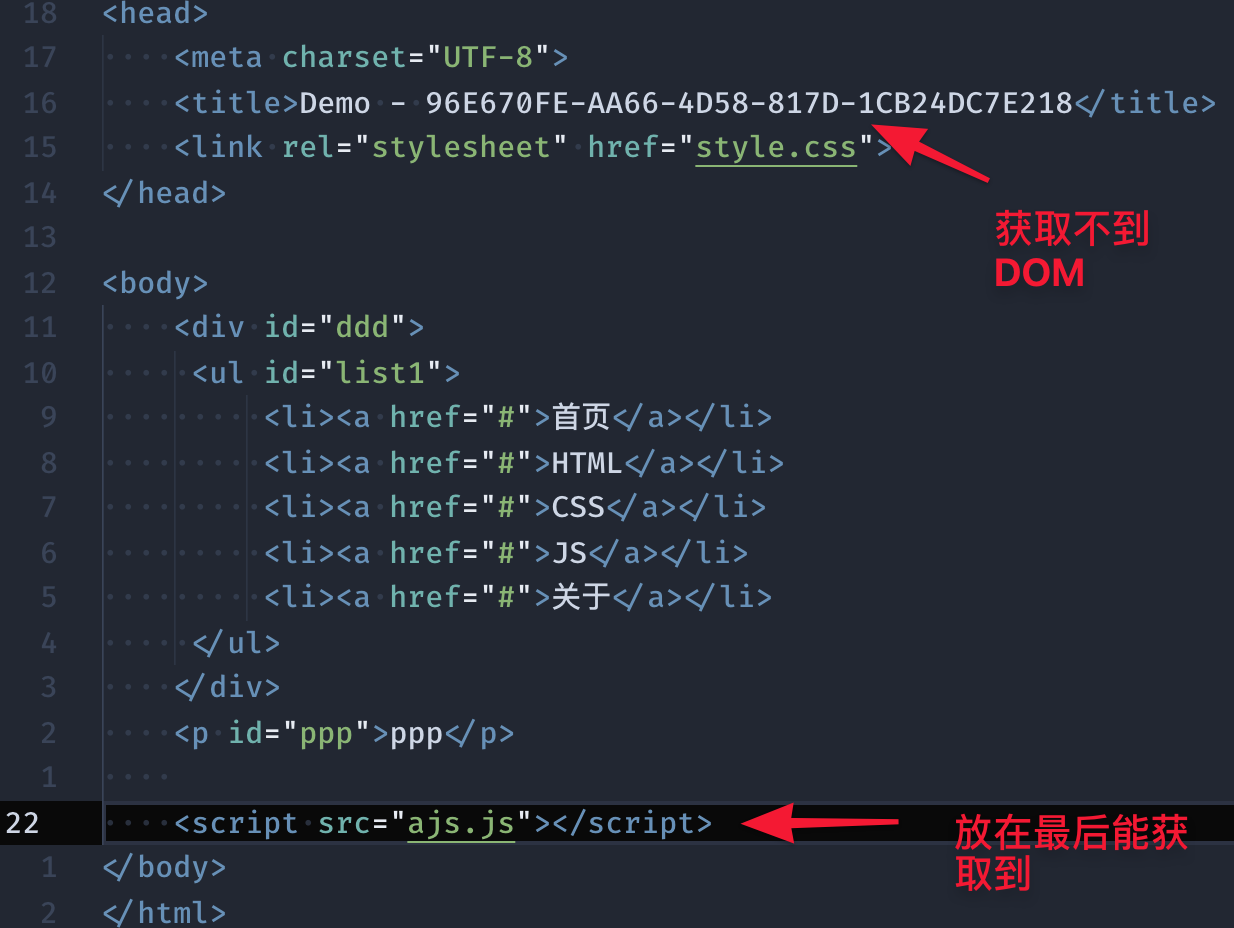 18 <head>
17 <meta charset="UTF-8">
16 <title>Demo - 96E670FE-AA66-4D58-817D-1CB24DC7E218</title>
15 <link rel="stylesheet" href="style.css">
14 </head>
13
获取不到
DOM
12 <body>
11 <div id="ddd">
10 <ul id="list1">
9 <li><a href="#">首页</a></li>
8 <li><a href="#">HTML</a></li>
7 <li><a href="#">CSS</a></li>
6 <li><a href="#">JS</a></li>
5 <li><a href="#">关于</a></li>
4 </ul>
3 </div>
2 <p id="ppp">ppp</p>
1
22 <script src="ajs.js"></script>
放在最后能获
取到
1 </body>
2 </html>